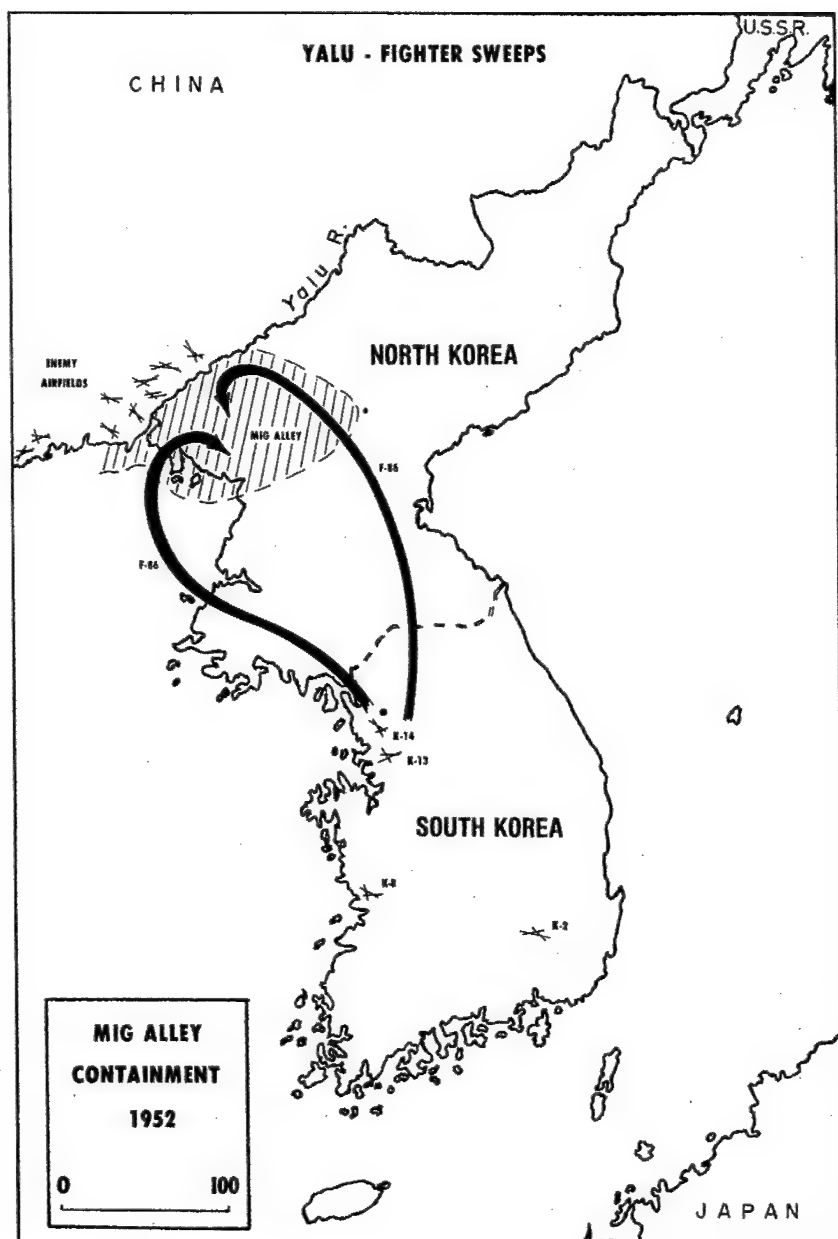 U.S.S.R.
YALU - FIGHTER SWEEPS
CHINA
Yalu R.
NORTH KOREA
ENEMY
AIRFIELDS
MIG ALLEY
F-86
F-86
K-14
K-13
SOUTH KOREA
K-8
K-2
MIG ALLEY
CONTAINMENT
1952
0 100
JAPAN